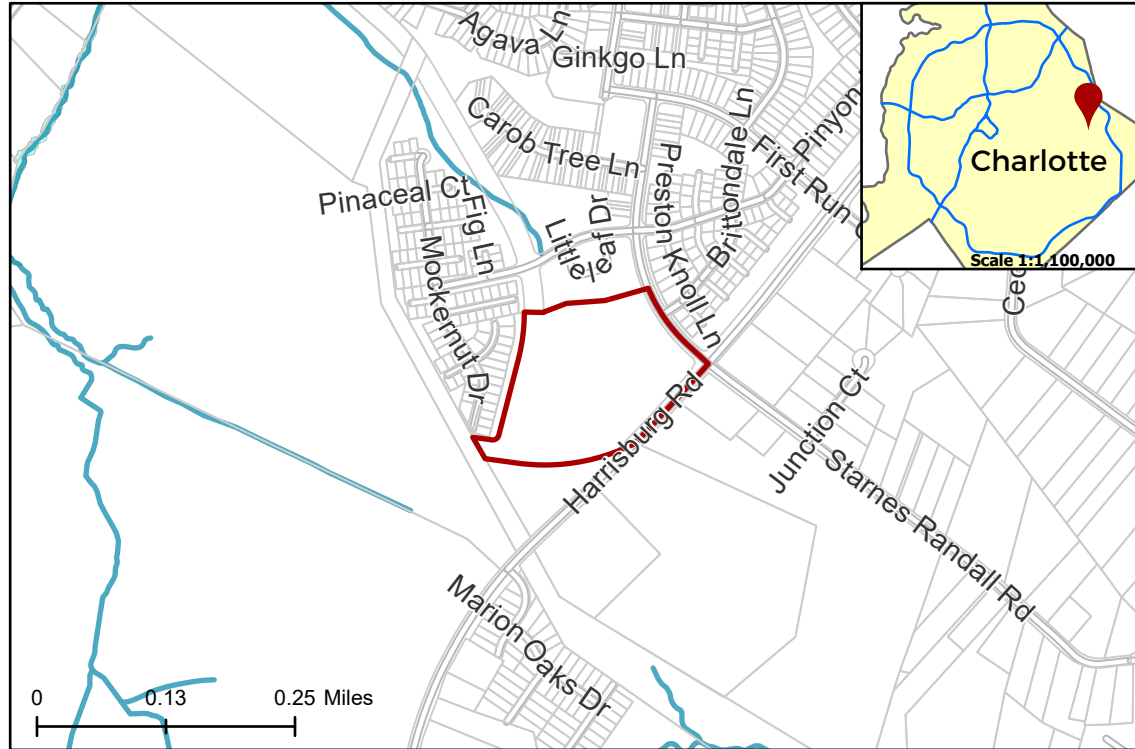 Agava Ln
Ginkgo Ln
Carob Tree Ln
Pinaceal Ct
Fig Ln
Mockernut Dr
Little
leaf Dr
Preston Knoll Ln
Brittondale Ln
First Run
Pinyon
Charlotte
Scale 1:1,100,000
Junction Ct
Harrisburg Rd
Starnes Randall Rd
Marion Oaks Dr
0 0.13 0.25 Miles